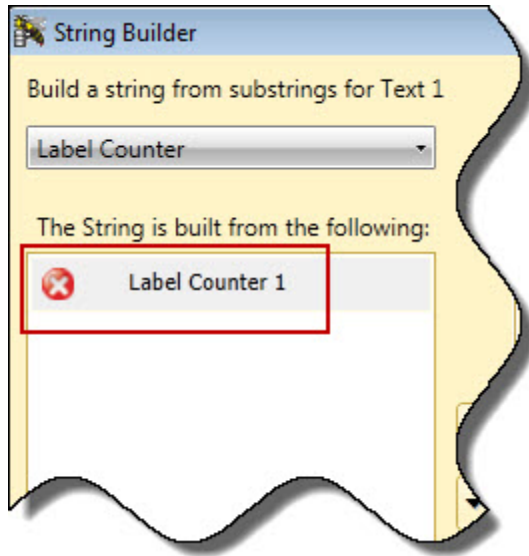 String Builder
Build a string from substrings for Text 1
Label Counter
The String is built from the following:
Label Counter 1